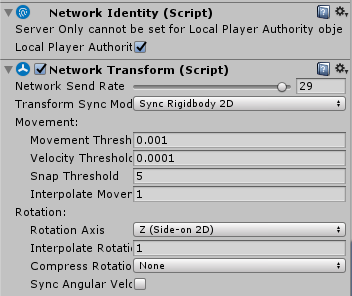 Network Identity (Script)
Server Only cannot be set for Local Player Authority obje
Local Player Authorit
Network Transform (Script)
Network Send Rate 29
Transform Sync Mod Sync Rigidbody 2D
Movement:
Movement Thresh 0.001
Velocity Threshold 0.0001
Snap Threshold 5
Interpolate Mover 1
Rotation:
Rotation Axis Z (Side-on 2D)
Interpolate Rotati 1
Compress Rotatio None
Sync Angular Velc